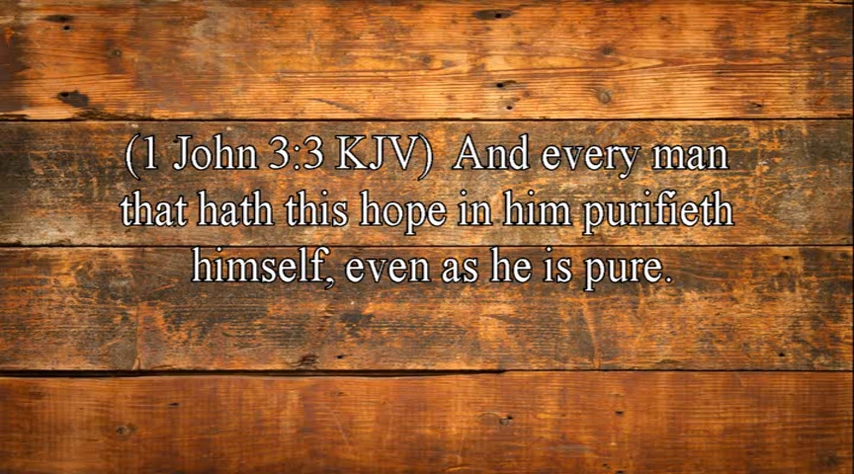 (1 John 3:3 KJV)  And every man
that hath this hope in him purifieth
himself, even as he is pure.